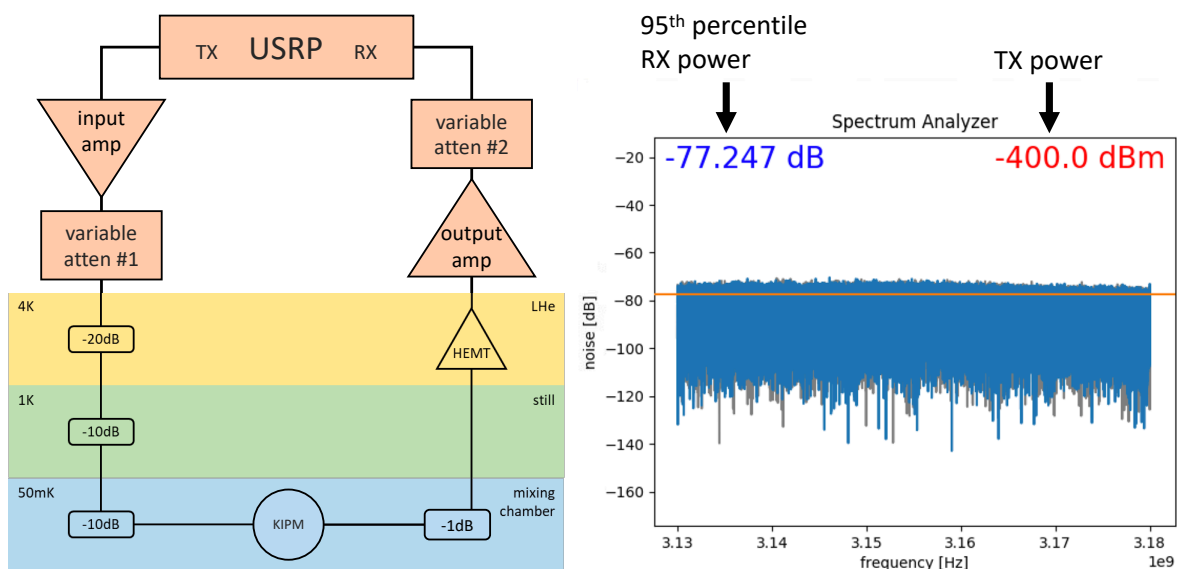 TX USRP RX
input
amp
variable
atten #1
variable
atten #2
output
amp
4K
LHe
-20dB
HEMT
1K
still
-10dB
50mK
mixing
chamber
-10dB
KIPM
-1dB
95th percentile
RX power
TX power
Spectrum Analyzer
-77.247 dB
-400.0 dBm
noise [dB]
−20
−40
−60
−80
−100
−120
−140
−160
3.13
3.14
3.15
3.16
3.17
3.18
frequency [Hz]
1e9